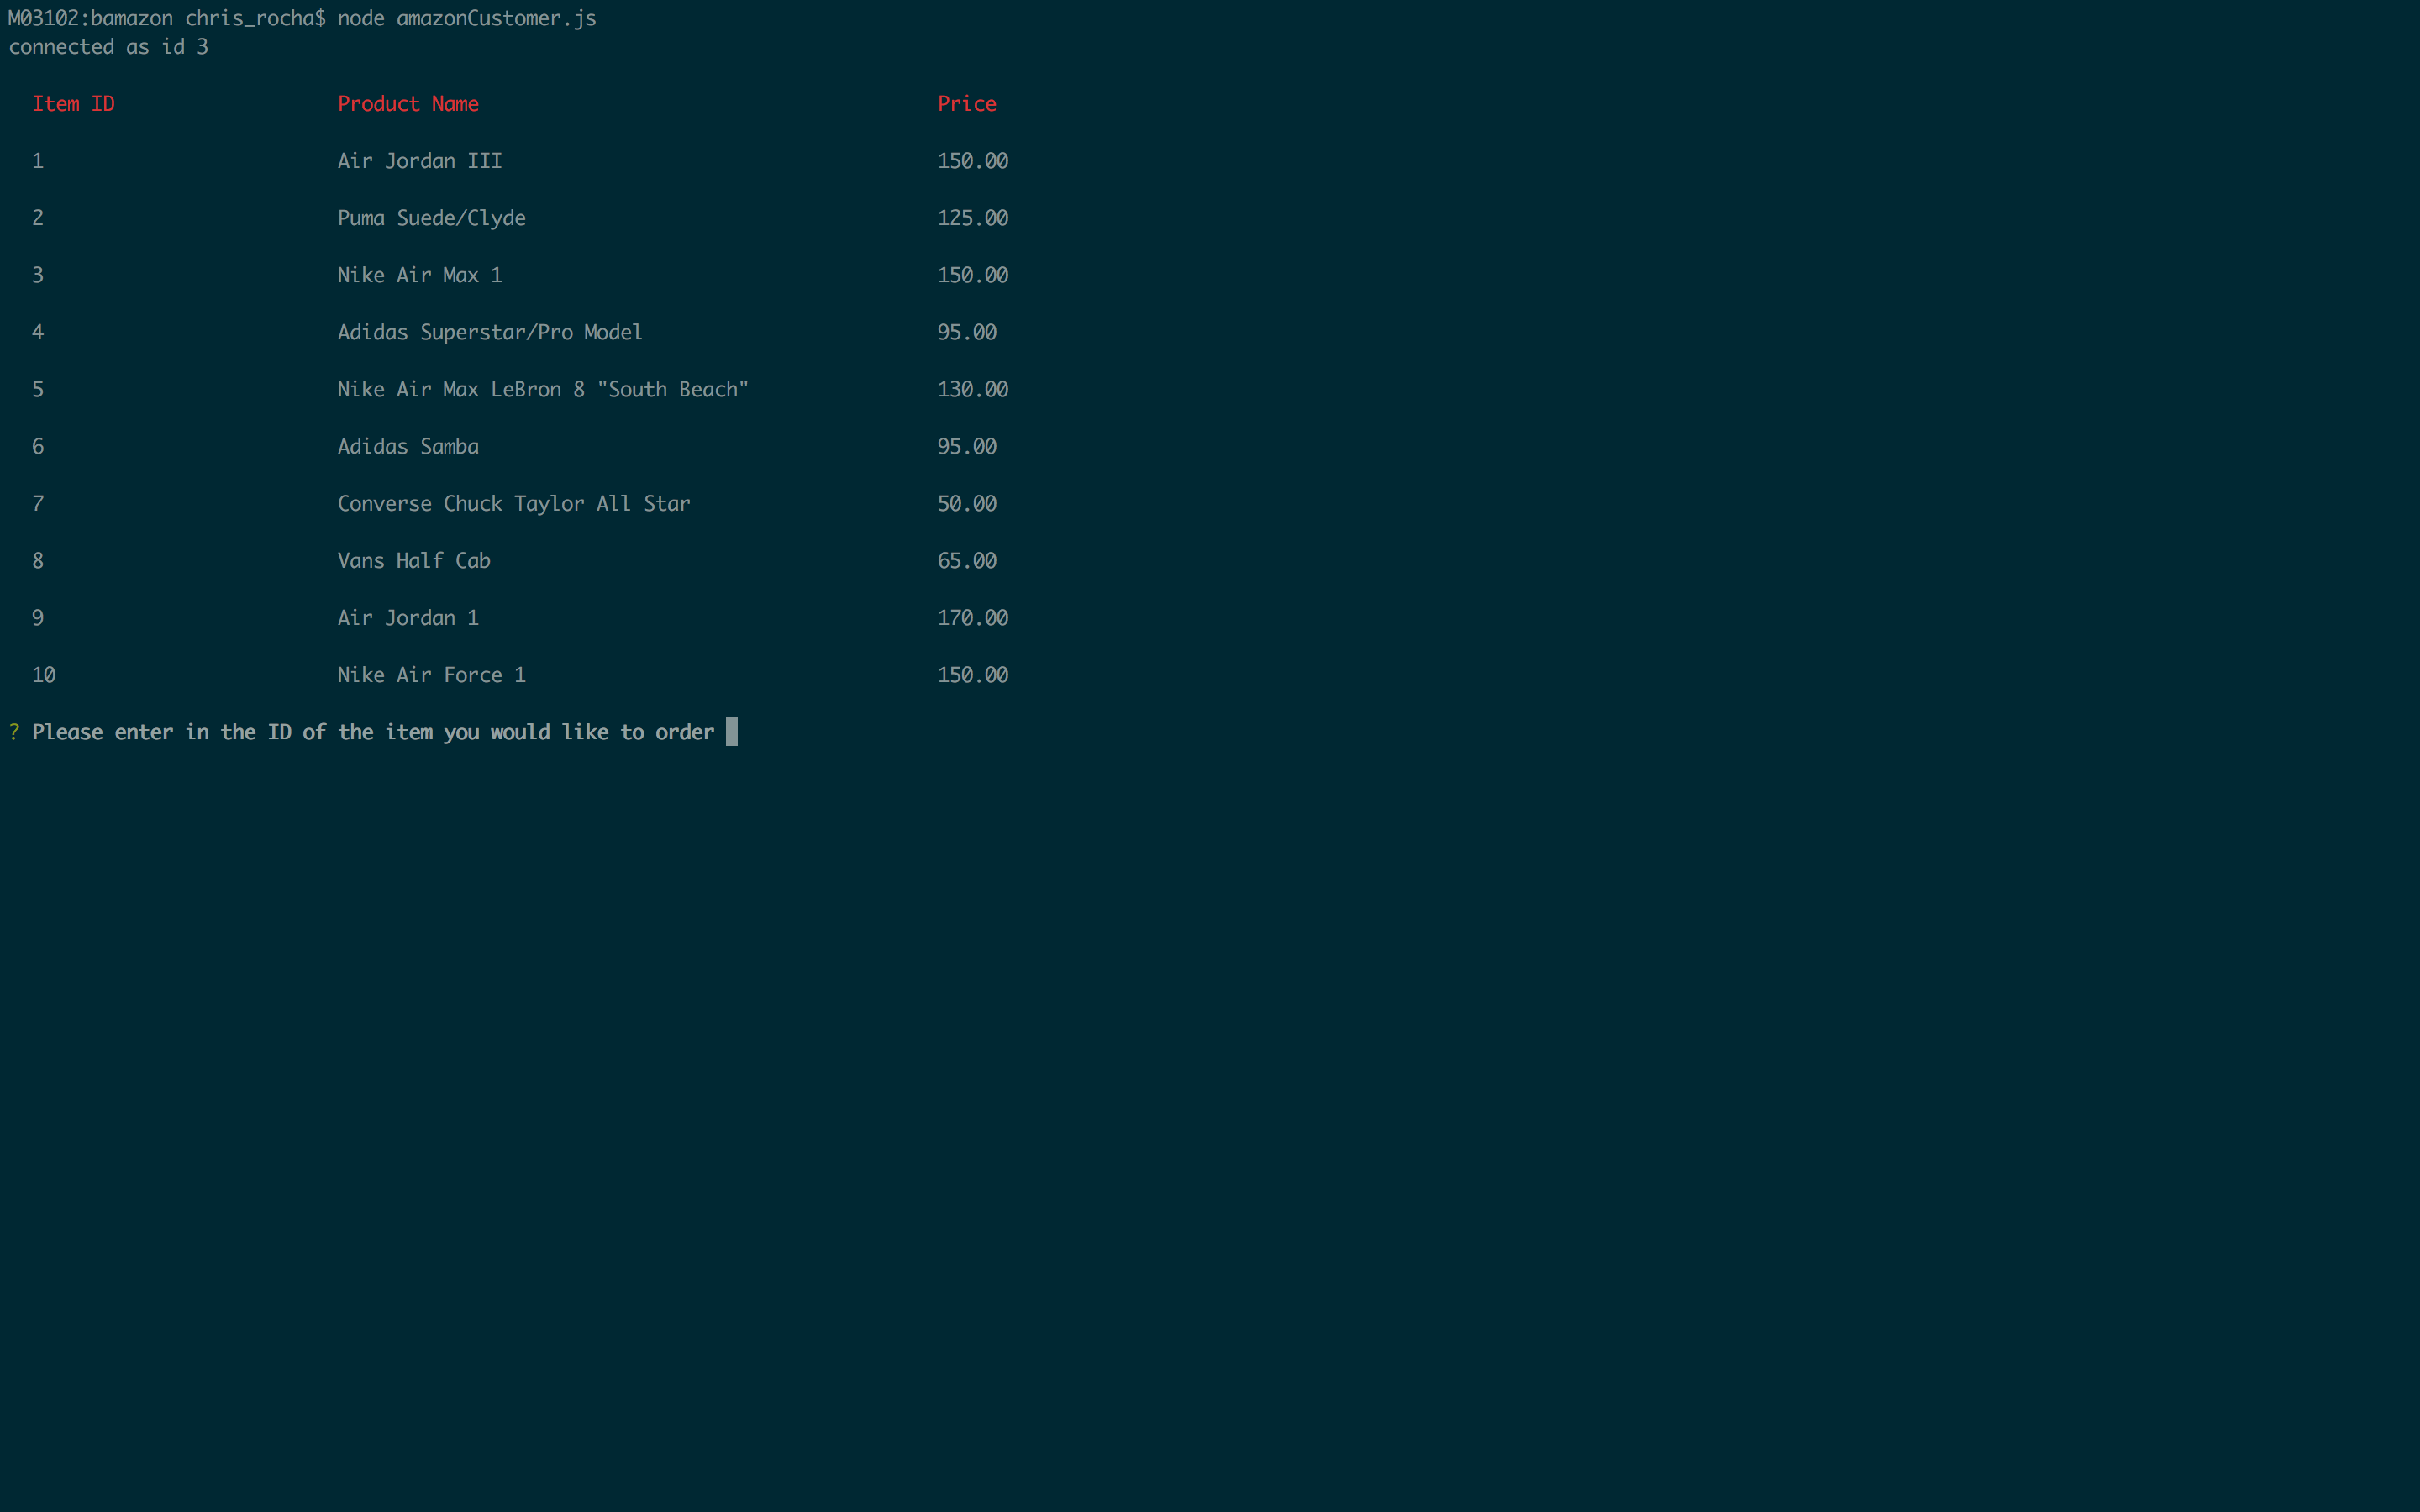 M03102:bamazon chris_rocha$ node amazonCustomer.js
connected as id 3
Item ID Product Name Price
1 Air Jordan III 150.00
2 Puma Suede/Clyde 125.00
3 Nike Air Max 1 150.00
4 Adidas Superstar/Pro Model 95.00
5 Nike Air Max LeBron 8 "South Beach" 130.00
6 Adidas Samba 95.00
7 Converse Chuck Taylor All Star 50.00
8 Vans Half Cab 65.00
9 Air Jordan 1 170.00
10 Nike Air Force 1 150.00
? Please enter in the ID of the item you would like to order